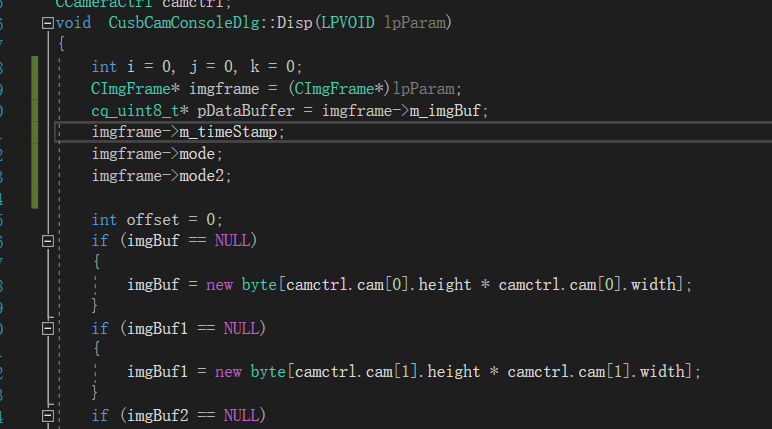 CCameraCtrl camctrl;
void CusbCamConsoleDlg::Disp(LPVOID lpParam)
{
int i = 0, j = 0, k = 0;
CImgFrame* imgframe = (CImgFrame*)lpParam;
cq_uint8_t* pDataBuffer = imgframe->m_imgBuf;
imgframe->m_timeStamp;
imgframe->mode;
imgframe->mode2;
int offset = 0;
if (imgBuf == NULL)
{
imgBuf = new byte[camctrl.cam[0].height * camctrl.cam[0].width];
}
if (imgBuf1 == NULL)
{
imgBuf1 = new byte[camctrl.cam[1].height * camctrl.cam[1].width];
}
if (imgBuf2 == NULL)